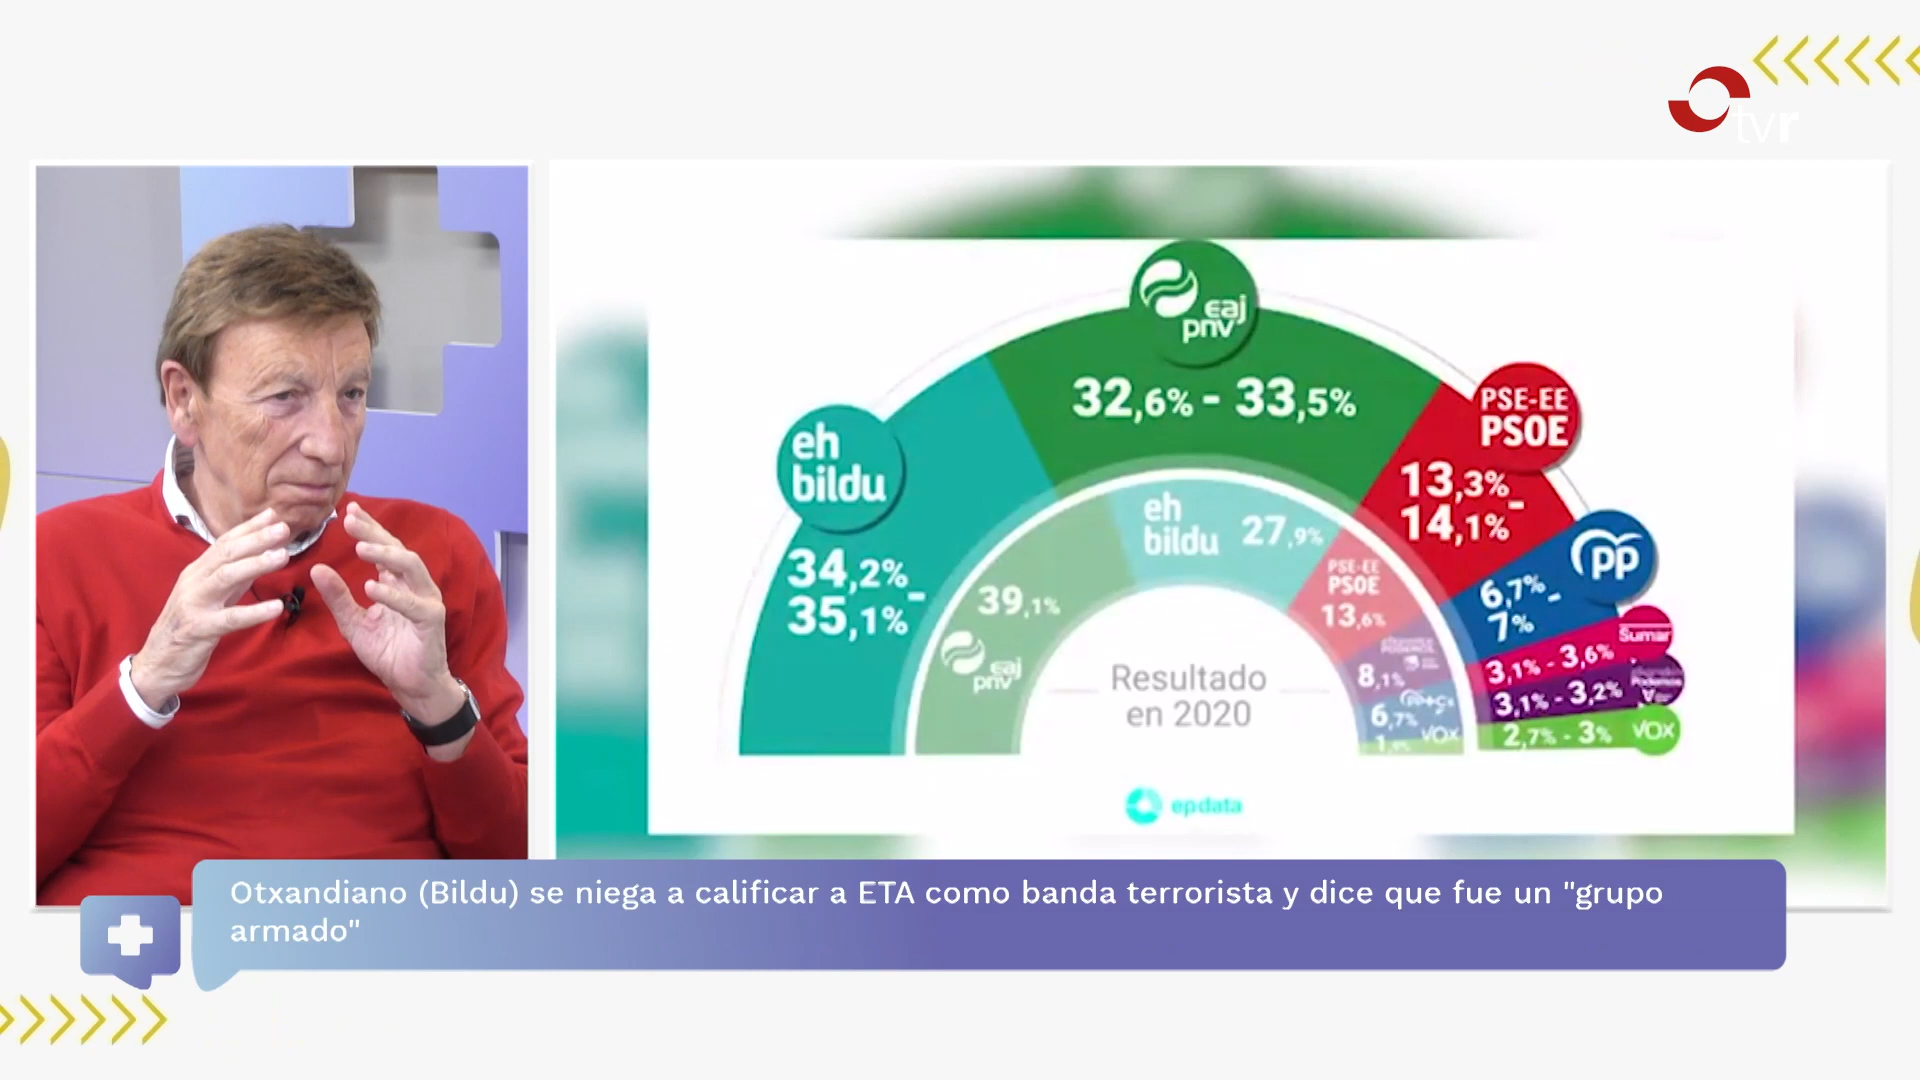 tvr
eaj
pnv
32,6% - 33,5%
PSE-EE
PSOE
13,3% -
14,1%
eh
bildu
34,2% -
35,1%
pp
6,7% -
7%
Sumar
3,1% - 3,6%
Podemos
3,1% - 3,2%
VOX
2,7% - 3%
eh
bildu
27,9%
39,1%
eaj
pnv
PSE-EE
PSOE
13,6%
8,1%
6,7%
VOX
Resultado
en 2020
epdata
Otxandiano (Bildu) se niega a calificar a ETA como banda terrorista y dice que fue un "grupo
armado"